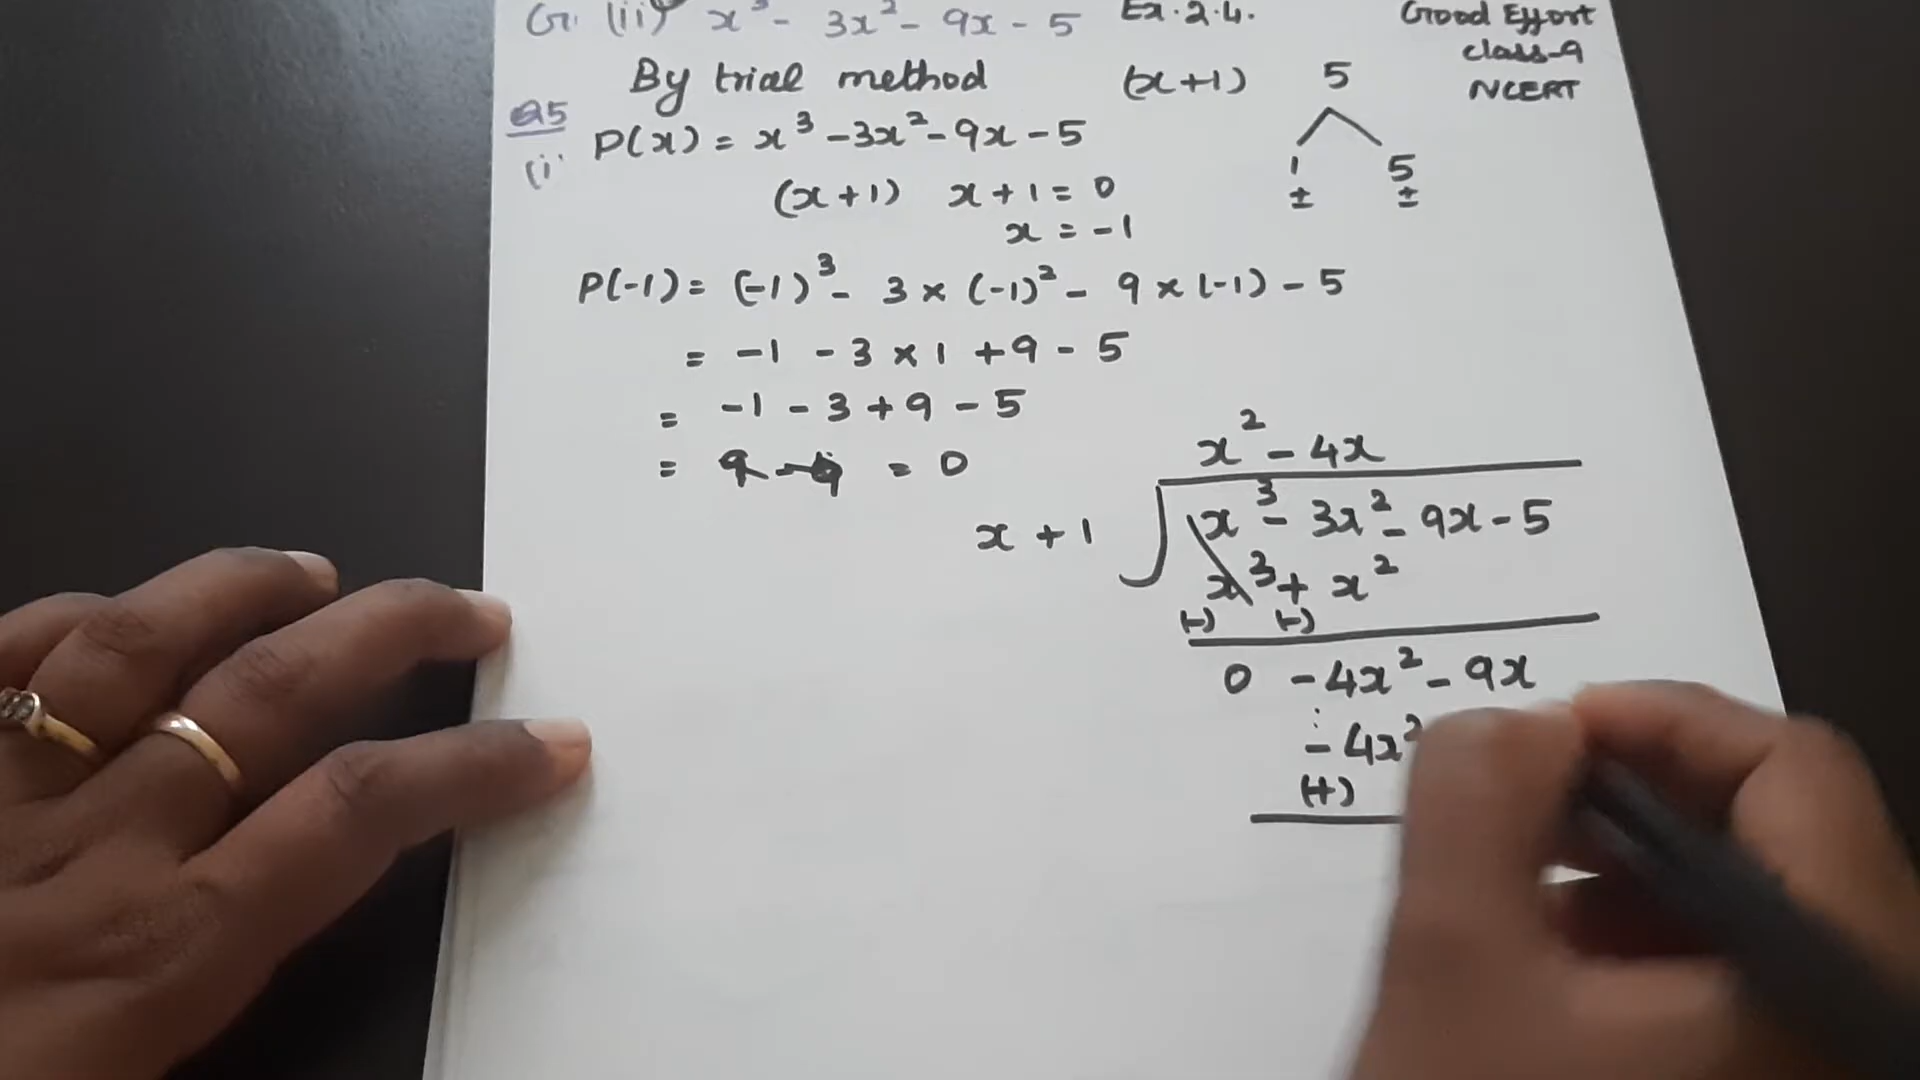 (ii) x³ - 3x² - 9x - 5 Ex.2.4. Good Effort
class-9
NCERT
By trial method (x+1) 5
Q5
(i) P(x) = x³ - 3x² - 9x - 5
1 5
± ±
(x+1) x+1=0
x = -1
P(-1) = (-1)³ - 3 × (-1)² - 9 × (-1) - 5
= -1 - 3 × 1 + 9 - 5
= -1 - 3 + 9 - 5
= 9 - 9 = 0
x² - 4x
x + 1 x³ - 3x² - 9x - 5
x³ + x²
(-) (-)
0 - 4x² - 9x
- 4x²
(+)